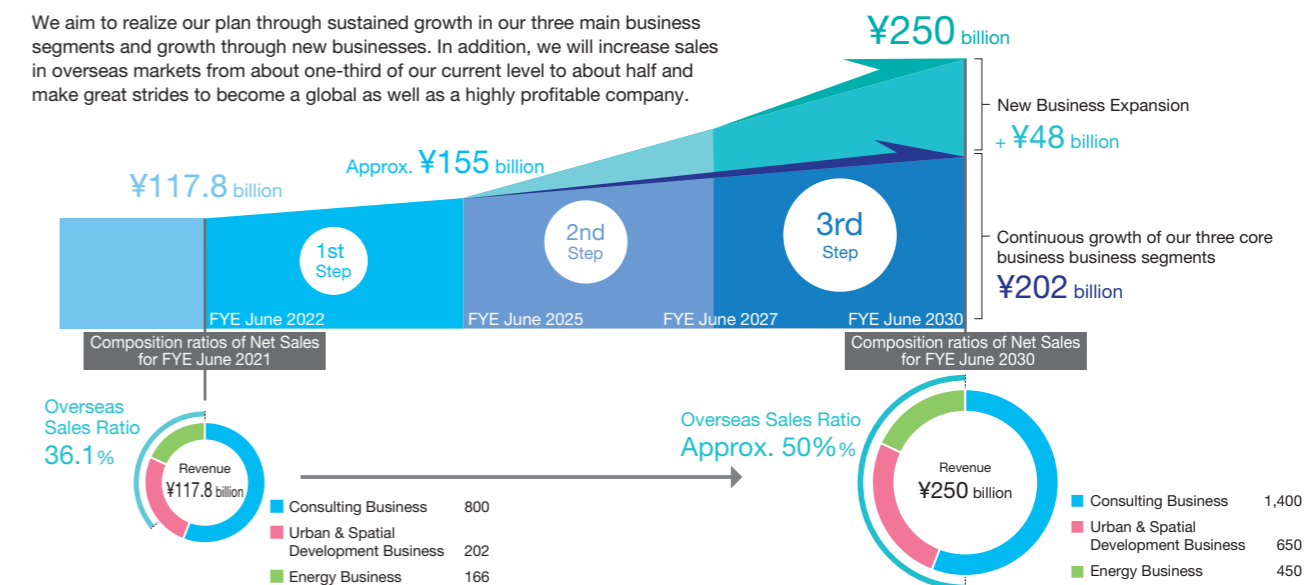 We aim to realize our plan through sustained growth in our three main business
segments and growth through new businesses. In addition, we will increase sales
in overseas markets from about one-third of our current level to about half and
make great strides to become a global as well as a highly profitable company.
¥250 billion
New Business Expansion
+ ¥48 billion
Approx. ¥155 billion
¥117.8 billion
1st
Step
2nd
Step
3rd
Step
Continuous growth of our three core
business business segments
¥202 billion
FYE June 2022
FYE June 2025
FYE June 2027
FYE June 2030
Composition ratios of Net Sales
for FYE June 2021
Composition ratios of Net Sales
for FYE June 2030
Overseas
Sales Ratio
36.1%
Revenue
¥117.8 billion
Consulting Business 800
Urban & Spatial
Development Business 202
Energy Business 166
Overseas Sales Ratio
Approx. 50%%
Revenue
¥250 billion
Consulting Business 1,400
Urban & Spatial
Development Business 650
Energy Business 450